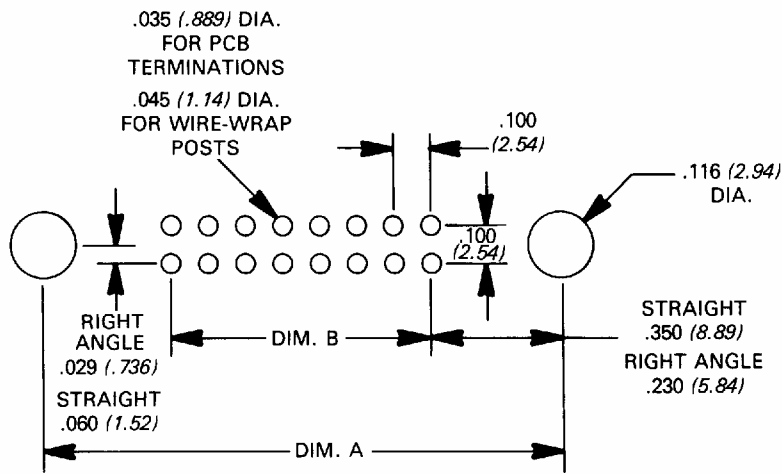 .035 (.889) DIA.
FOR PCB
TERMINATIONS
.045 (1.14) DIA.
FOR WIRE-WRAP
POSTS
.100
(2.54)
.116 (2.94)
DIA.
.100
(2.54)
RIGHT
ANGLE
.029 (.736)
STRAIGHT
.060 (1.52)
DIM. B
STRAIGHT
.350 (8.89)
RIGHT ANGLE
.230 (5.84)
DIM. A